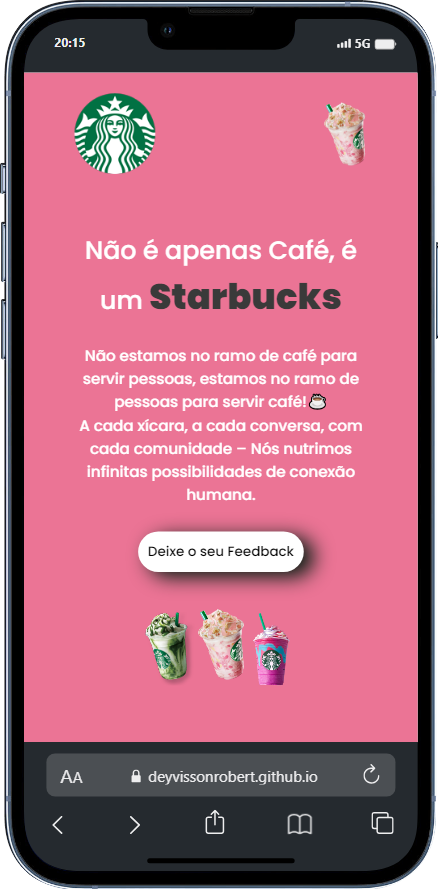 20:15
5G
Não é apenas Café, é
um Starbucks
Não estamos no ramo de café para
servir pessoas, estamos no ramo de
pessoas para servir café!☕
A cada xícara, a cada conversa, com
cada comunidade – Nós nutrimos
infinitas possibilidades de conexão
humana.
Deixe o seu Feedback
AA
deyvissonrobert.github.io